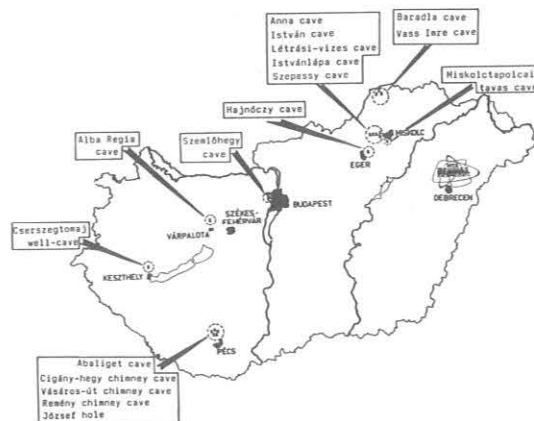 Anna cave
István cave
Létrási-vizes cave
Istvánlápa cave
Szepessy cave
Baradla cave
Vass Imre cave
Miskolctapolcai
tavas cave
Hajnóczy cave
Alba Regia
cave
Szemlőhegy
cave
MISKOLC
EGER
DEBRECEN
BUDAPEST
SZÉKES-
FEHÉRVÁR
VÁRPALOTA
Cserszegtomaj
well-cave
KESZTHELY
PÉCS
Abaliget cave
Cigány-hegy chimney cave
Vásáros-út chimney cave
Remény chimney cave
József hole